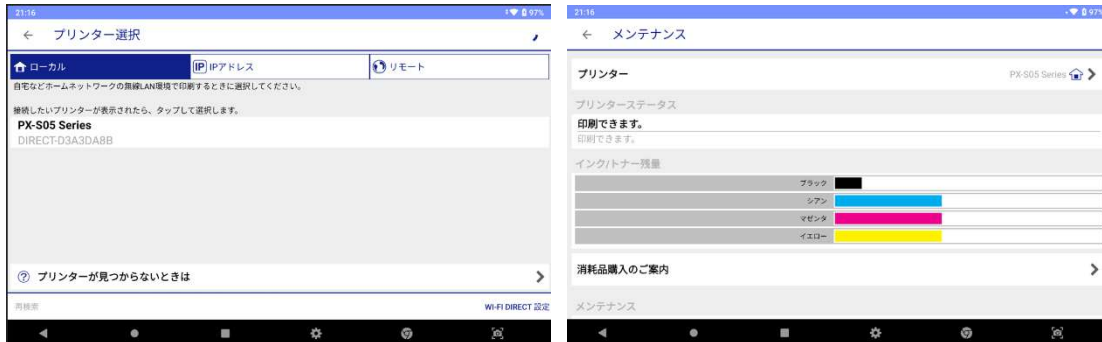 21:16
97%
プリンター選択
ローカル
IP IPアドレス
リモート
自宅などホームネットワークの無線LAN環境で印刷するときに選択してください。
接続したいプリンターが表示されたら、タップして選択します。
PX-S05 Series
DIRECT-D3A3DA8B
? プリンターが見つからないときは
再検索
WI-FI DIRECT 設定
21:16
97%
メンテナンス
プリンター
PX-S05 Series
プリンターステータス
印刷できます。
印刷できます。
インク/トナー残量
ブラック
シアン
マゼンタ
イエロー
消耗品購入のご案内
メンテナンス